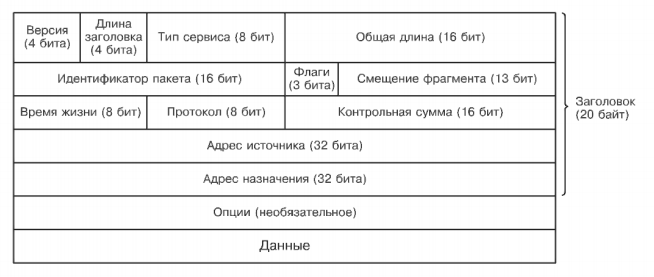 Версия
(4 бита)
Длина
заголовка
(4 бита)
Тип сервиса (8 бит)
Общая длина (16 бит)
Идентификатор пакета (16 бит)
Флаги
(3 бита)
Смещение фрагмента (13 бит)
Время жизни (8 бит)
Протокол (8 бит)
Контрольная сумма (16 бит)
Адрес источника (32 бита)
Адрес назначения (32 бита)
Опции (необязательное)
Данные
Заголовок
(20 байт)